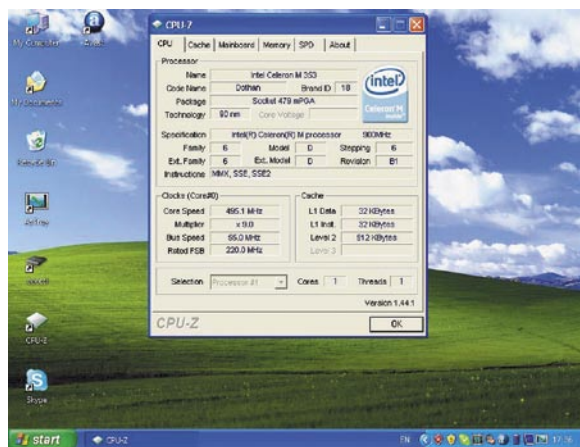 My Computer
My Documents
Recycle Bin
CPU-Z
Skype
CPU-Z
CPU Cache Mainboard Memory SPD About
Processor
Name Intel Celeron M 353
Code Name Dothan Brand ID 18
Package Socket 479 mPGA
Technology 90 nm Core Voltage
intel
Celeron M
inside
Specification Intel(R) Celeron(R) M processor 900MHz
Family 6 Model D Stepping 6
Ext. Family 6 Ext. Model D Revision B1
Instructions MMX, SSE, SSE2
Clocks (Core#0)
Core Speed 495.1 MHz
Multiplier x 9.0
Bus Speed 55.0 MHz
Rated FSB 220.0 MHz
Cache
L1 Data 32 KBytes
L1 Inst. 32 KBytes
Level 2 512 KBytes
Level 3
Selection Processor #1 Cores 1 Threads 1
Version 1.44.1
CPU-Z OK
start CPU-Z EN